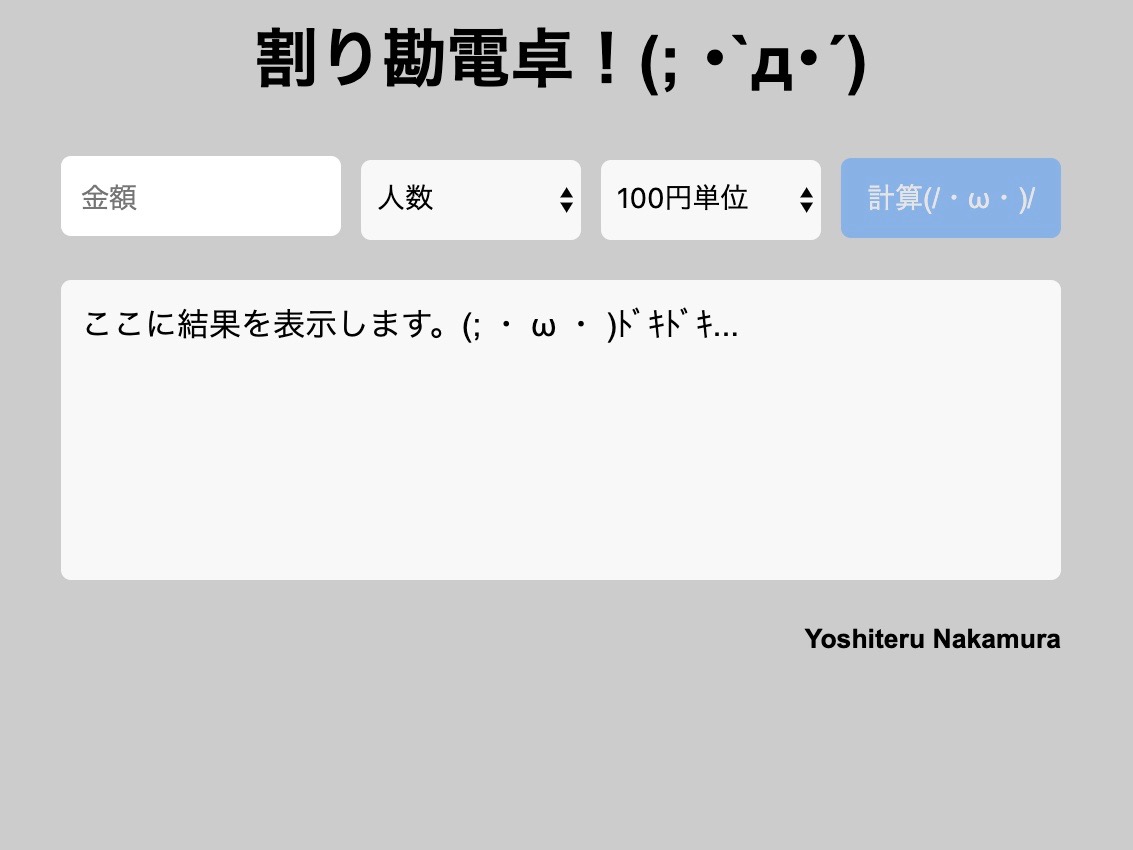 割り勘電卓！(;・`д・´)
金額 人数 100円単位 計算(/・ω・)/
ここに結果を表示します。(; ・ ω ・ )ﾄﾞｷﾄﾞｷ...
Yoshiteru Nakamura